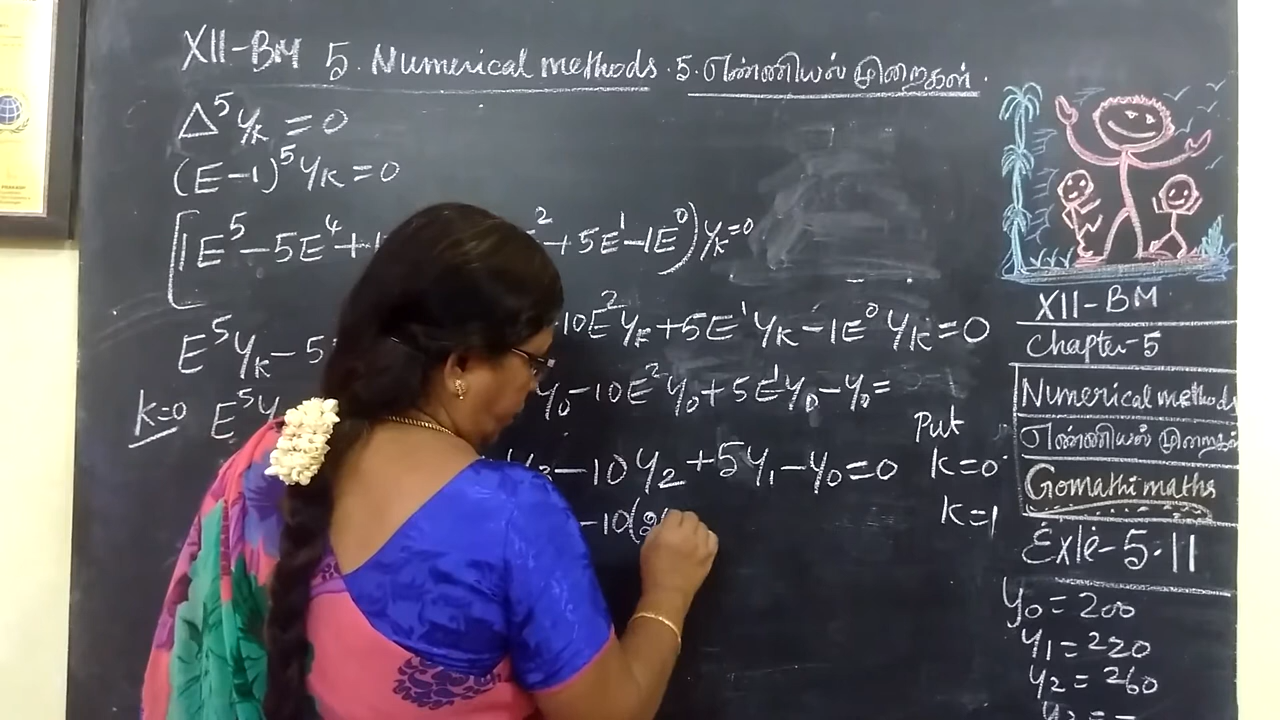 XII-BM 5. Numerical methods. 5. எண்ணியல் முறைகள்.
Δ⁵yₖ = 0
(E-1)⁵yₖ = 0
[1E⁵-5E⁴+1 E²+5E¹-1E⁰)yₖ=0
E⁵yₖ-5 10E²yₖ+5E¹yₖ-1E⁰yₖ=0
k=0 E⁵y y₀-10E²y₀+5E¹y₀-y₀=
y₃-10y₂+5y₁-y₀=0
-10(2
Put
k=0
k=1
XII-BM
Chapter-5
Numerical methods
எண்ணியல் முறைகள்
Gomathi maths
Exle-5.11
y₀=200
y₁=220
y₂=260